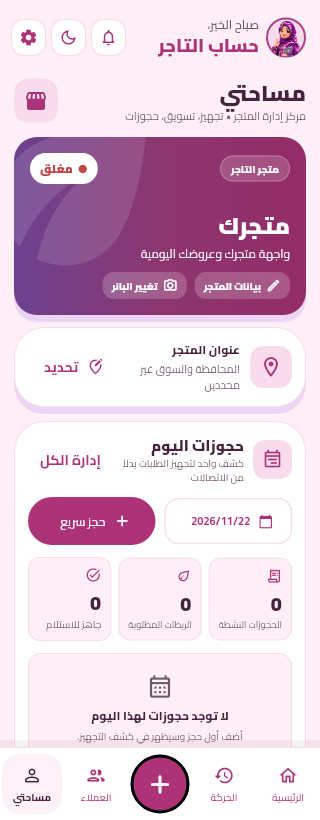 صباح الخير،
حساب التاجر
مساحتي
مركز إدارة المتجر • تجهيز، تسويق، حجوزات
متجر التاجر
مغلق
متجرك
واجهة متجرك وعروضك اليومية
بيانات المتجر
تغيير البانر
عنوان المتجر
المحافظة والسوق غير
محددين
تحديد
حجوزات اليوم
كشف واحد لتجهيز الطلبات بدلاً
من الاتصالات
إدارة الكل
2026/11/22
حجز سريع
0
الحجوزات النشطة
0
الربطات المطلوبة
0
جاهز للاستلام
لا توجد حجوزات لهذا اليوم
أضف أول حجز وسيظهر في كشف التجهيز.
الرئيسية
الحركة
العملاء
مساحتي